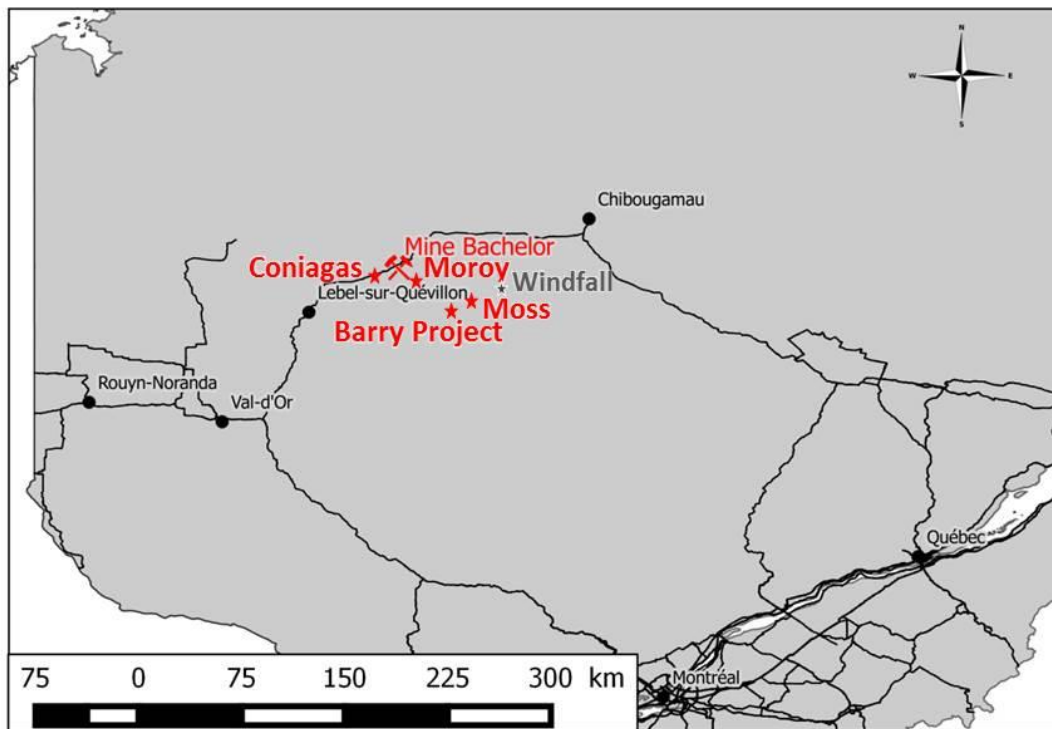 N
W E
S
Chibougamau
Mine Bachelor
Coniagas
Moroy
Windfall
Lebel-sur-Quévillon
Moss
Barry Project
Rouyn-Noranda
Val-d'Or
Québec
Montréal
75 0 75 150 225 300 km